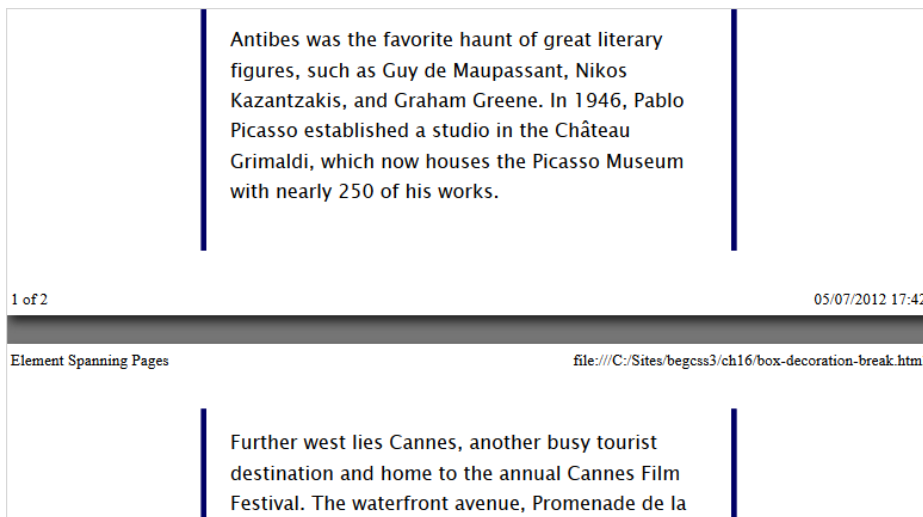 Antibes was the favorite haunt of great literary
figures, such as Guy de Maupassant, Nikos
Kazantzakis, and Graham Greene. In 1946, Pablo
Picasso established a studio in the Château
Grimaldi, which now houses the Picasso Museum
with nearly 250 of his works.
1 of 2 05/07/2012 17:42
Element Spanning Pages file:///C:/Sites/begcss3/ch16/box-decoration-break.htm
Further west lies Cannes, another busy tourist
destination and home to the annual Cannes Film
Festival. The waterfront avenue, Promenade de la